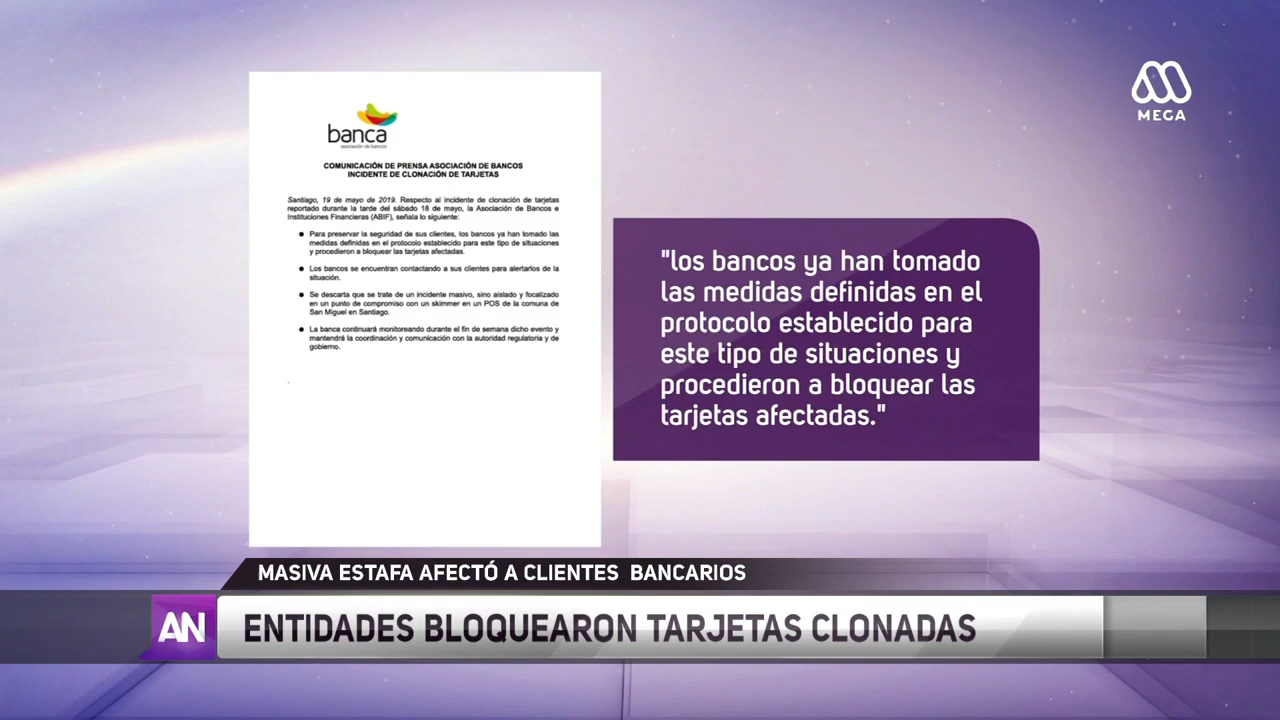 MEGA
banca
asociación de bancos
COMUNICACIÓN DE PRENSA ASOCIACIÓN DE BANCOS
INCIDENTE DE CLONACIÓN DE TARJETAS
Santiago, 19 de mayo de 2019. Respecto al incidente de clonación de tarjetas
reportado durante la tarde del sábado 18 de mayo, la Asociación de Bancos e
Instituciones Financieras (ABIF), señala lo siguiente:
● Para preservar la seguridad de sus clientes, los bancos ya han tomado las
medidas definidas en el protocolo establecido para este tipo de situaciones
y procedieron a bloquear las tarjetas afectadas.
● Los bancos se encuentran contactando a sus clientes para alertarlos de la
situación.
● Se descarta que se trate de un incidente masivo, sino aislado y focalizado
en un punto de compromiso con un skimmer en un POS de la comuna de
San Miguel en Santiago.
● La banca continuará monitoreando durante el fin de semana dicho evento y
mantendrá la coordinación y comunicación con la autoridad regulatoria y de
gobierno.
"los bancos ya han tomado
las medidas definidas en el
protocolo establecido para
este tipo de situaciones y
procedieron a bloquear las
tarjetas afectadas."
MASIVA ESTAFA AFECTÓ A CLIENTES BANCARIOS
AN
ENTIDADES BLOQUEARON TARJETAS CLONADAS